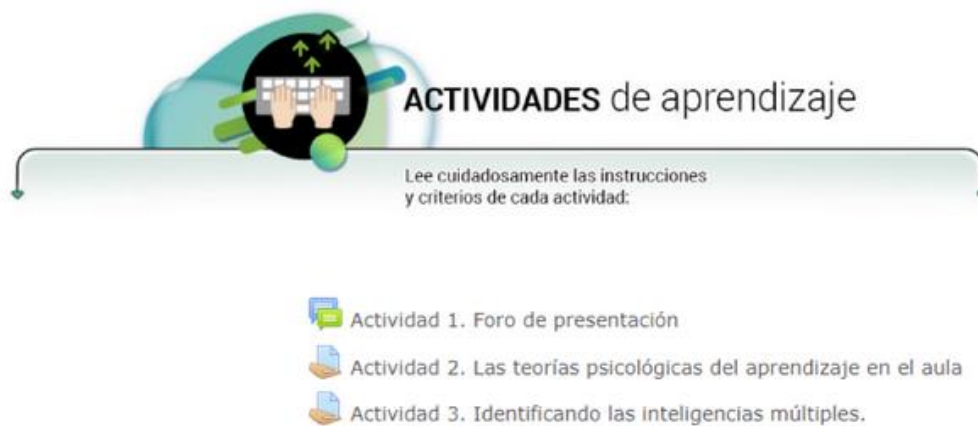 ACTIVIDADES de aprendizaje
Lee cuidadosamente las instrucciones
y criterios de cada actividad:
Actividad 1. Foro de presentación
Actividad 2. Las teorías psicológicas del aprendizaje en el aula
Actividad 3. Identificando las inteligencias múltiples.